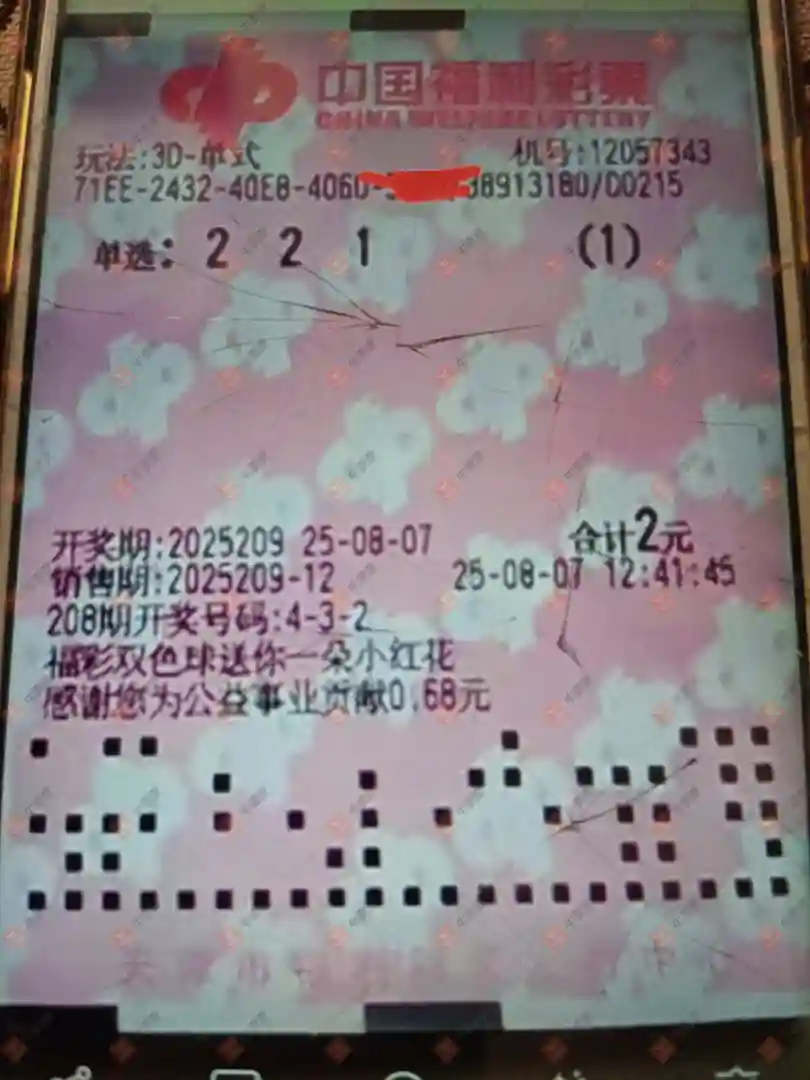 中国福利彩票
CHINA WELFARE LOTTERY
玩法:3D-单式 机号:12057343
71EE-2432-40E8-406D- 38913180/D0215
单选: 2 2 1 (1)
开奖期:2025209 25-08-07 合计2元
销售期:2025209-12 25-08-07 12:41:45
208期开奖号码:4-3-2
福彩双色球送你一朵小红花
感谢您为公益事业贡献0.68元